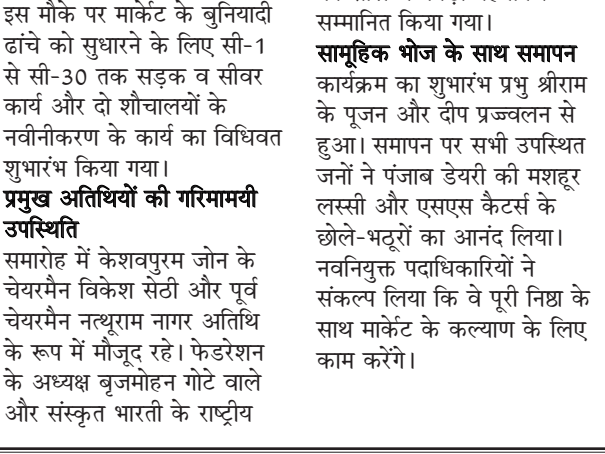 इस मौके पर मार्केट के बुनियादी
ढांचे को सुधारने के लिए सी-1
से सी-30 तक सड़क व सीवर
कार्य और दो शौचालयों के
नवीनीकरण के कार्य का विधिवत
शुभारंभ किया गया।
प्रमुख अतिथियों की गरिमामयी
उपस्थिति
समारोह में केशवपुरम जोन के
चेयरमैन विकेश सेठी और पूर्व
चेयरमैन नत्थूराम नागर अतिथि
के रूप में मौजूद रहे। फेडरेशन
के अध्यक्ष बृजमोहन गोटे वाले
और संस्कृत भारती के राष्ट्रीय
सम्मानित किया गया।
सामूहिक भोज के साथ समापन
कार्यक्रम का शुभारंभ प्रभु श्रीराम
के पूजन और दीप प्रज्ज्वलन से
हुआ। समापन पर सभी उपस्थित
जनों ने पंजाब डेयरी की मशहूर
लस्सी और एसएस कैटर्स के
छोले-भठूरों का आनंद लिया।
नवनियुक्त पदाधिकारियों ने
संकल्प लिया कि वे पूरी निष्ठा के
साथ मार्केट के कल्याण के लिए
काम करेंगे।